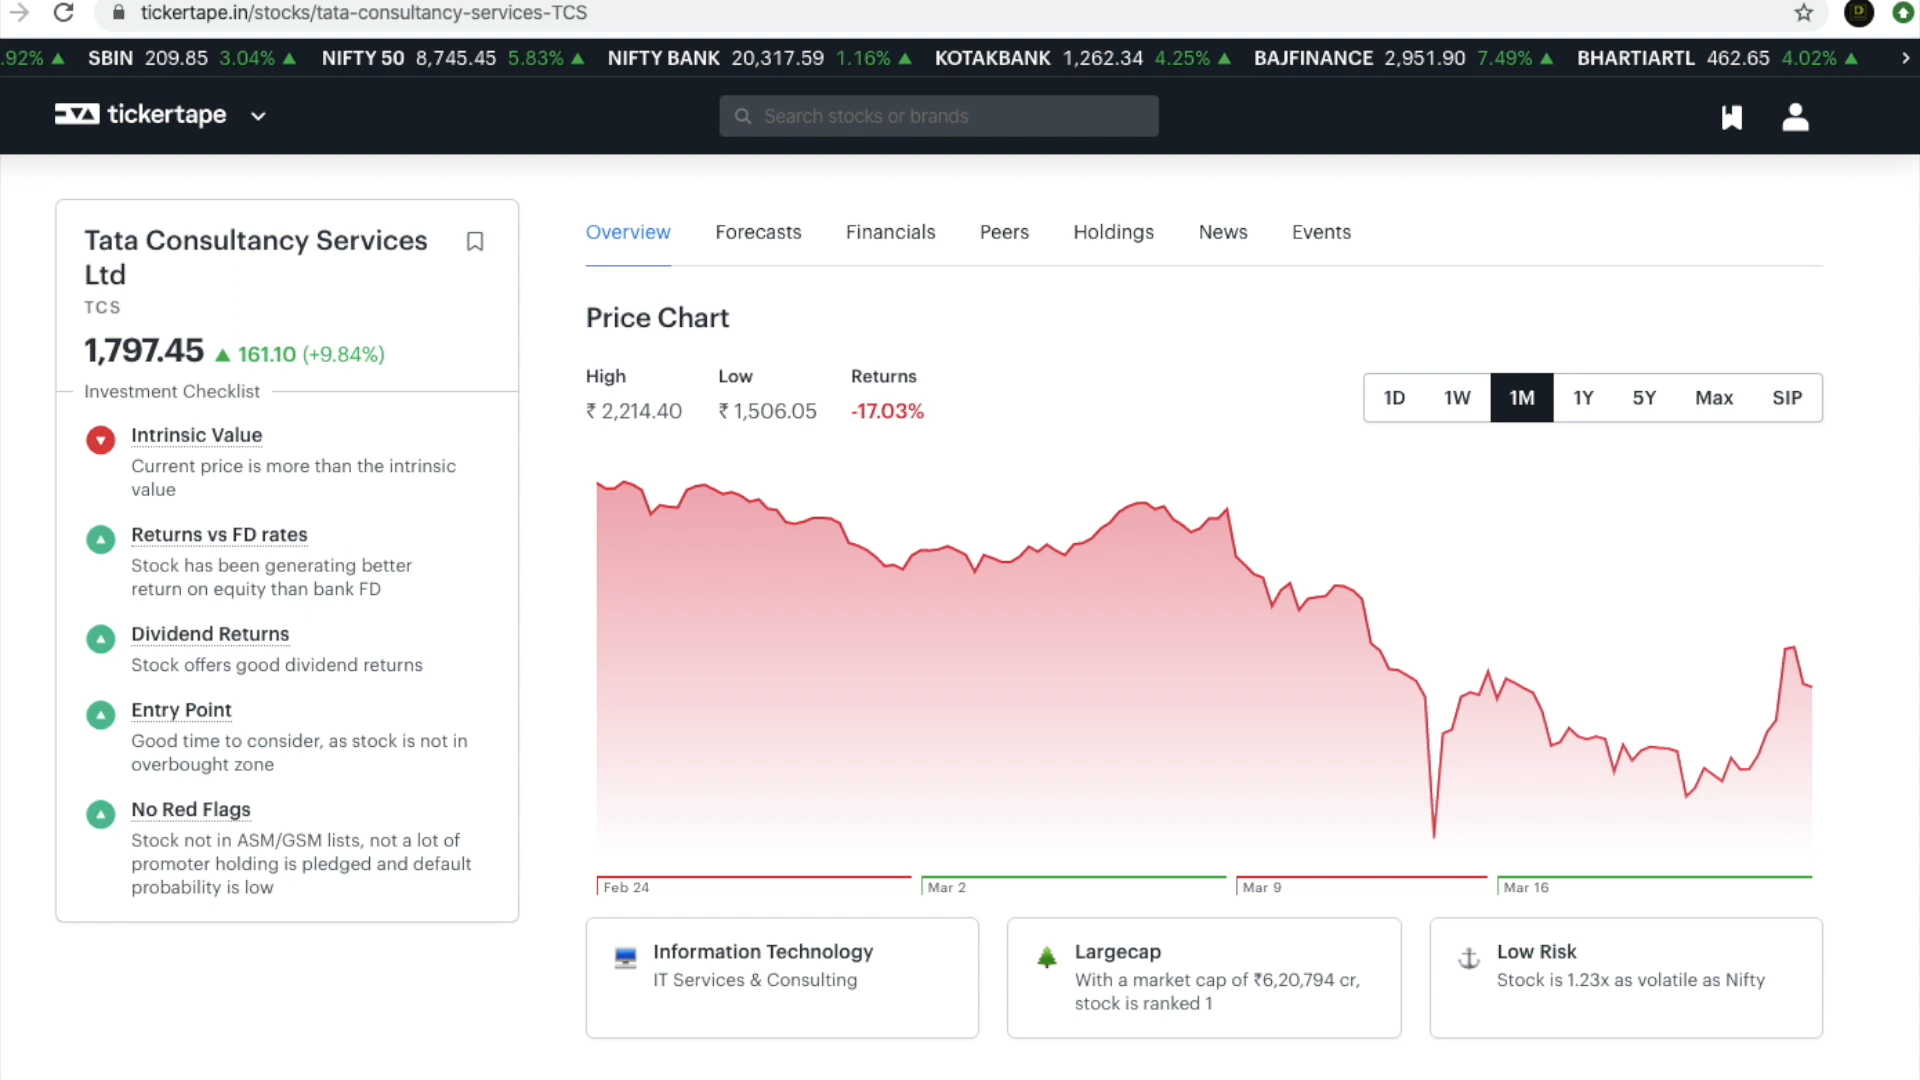 tickertape.in/stocks/tata-consultancy-services-TCS
.92% ▲ SBIN 209.85 3.04% ▲ NIFTY 50 8,745.45 5.83% ▲ NIFTY BANK 20,317.59 1.16% ▲ KOTAKBANK 1,262.34 4.25% ▲ BAJFINANCE 2,951.90 7.49% ▲ BHARTIARTL 462.65 4.02% ▲
tickertape
Search stocks or brands
Tata Consultancy Services
Ltd
TCS
1,797.45 ▲ 161.10 (+9.84%)
Investment Checklist
Intrinsic Value
Current price is more than the intrinsic
value
Returns vs FD rates
Stock has been generating better
return on equity than bank FD
Dividend Returns
Stock offers good dividend returns
Entry Point
Good time to consider, as stock is not in
overbought zone
No Red Flags
Stock not in ASM/GSM lists, not a lot of
promoter holding is pledged and default
probability is low
Overview Forecasts Financials Peers Holdings News Events
Price Chart
High Low Returns
₹ 2,214.40 ₹ 1,506.05 -17.03%
1D 1W 1M 1Y 5Y Max SIP
Feb 24 Mar 2 Mar 9 Mar 16
Information Technology
IT Services & Consulting
Largecap
With a market cap of ₹6,20,794 cr,
stock is ranked 1
Low Risk
Stock is 1.23x as volatile as Nifty